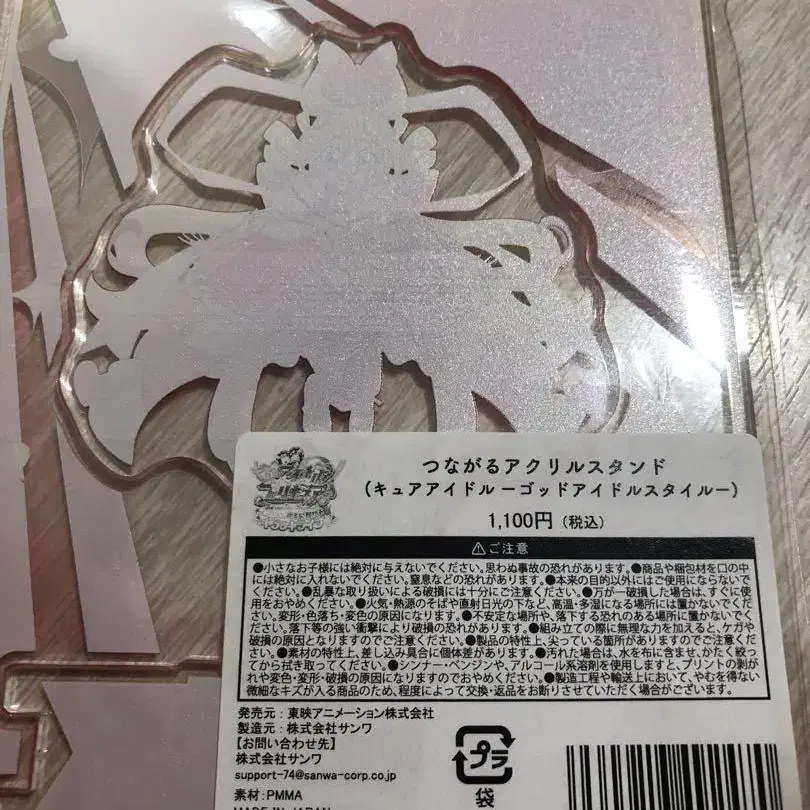 つながるアクリルスタンド
（キュアアイドル ーゴッドアイドルスタイルー）
1,100円（税込）
⚠ご注意
●小さなお子様には絶対に与えないでください。思わぬ事故の恐れがあります。●商品や梱包材を口の中
には絶対に入れないでください。窒息などの恐れがあります。●本来の目的以外にはご使用にならないで
ください。●乱暴な取り扱いによる破損には十分にご注意ください。●万が一破損した場合は、すぐに使
用をおやめください。●火気・熱源のそばや直射日光の下など、高温・多湿になる場所には置かないでくだ
さい。変形・色落ち・変色の恐れがあります。●不安定な場所や、落下する恐れのある場所に置かないでく
ださい。落下等の強い衝撃により破損の恐れがあります。●組み立ての際に無理な力を加えると、ケガや
破損の原因となりますのでご注意ください。●製品の特性上、尖っている箇所がありますのでご注意くだ
さい。●素材の特性上、差し込み具合に個体差があります。●汚れた場合は、水を布に含ませ、かたく絞っ
てから拭き取ってください。●シンナー・ベンジンや、アルコール系溶剤を使用しますと、プリントの剥が
れや変色・変形・破損の原因になりますのでおやめください。●製造工程や輸送上において、やむを得ない
微細なキズが入る商品のため、程度によって交換・返品をお断りさせていただく場合がございます。
発売元：東映アニメーション株式会社
製造元：株式会社サンワ
【お問い合わせ先】
株式会社サンワ
support-74@sanwa-corp.co.jp
素材：PMMA
MADE IN JAPAN
プラ
袋